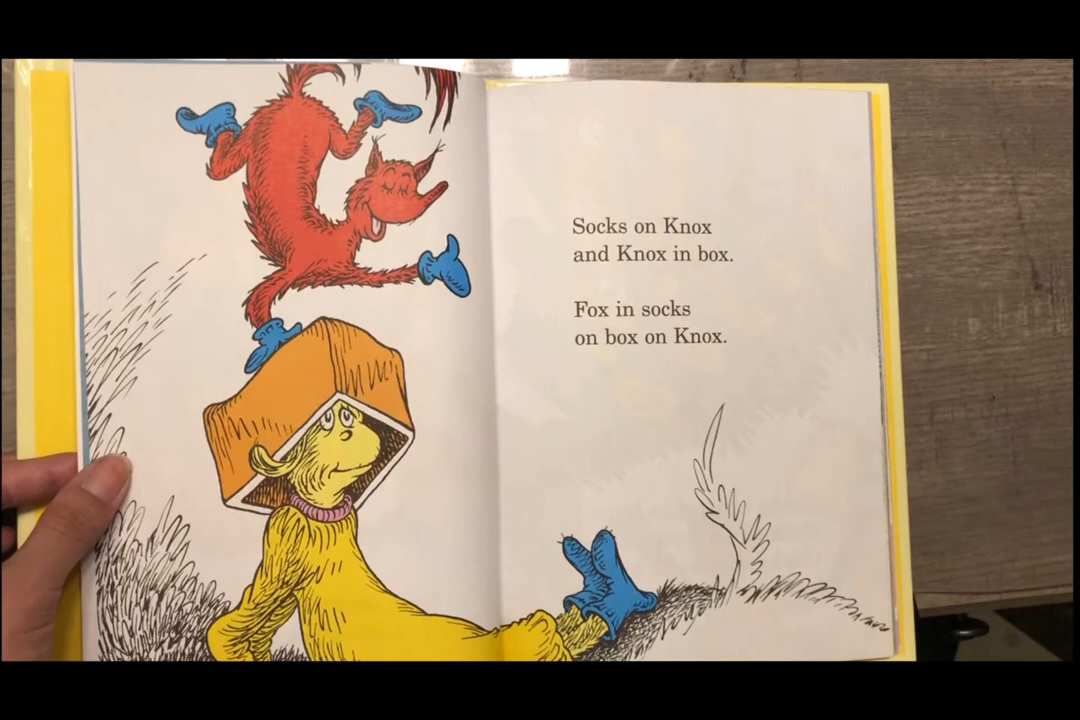 Socks on Knox
and Knox in box.
Fox in socks
on box on Knox.